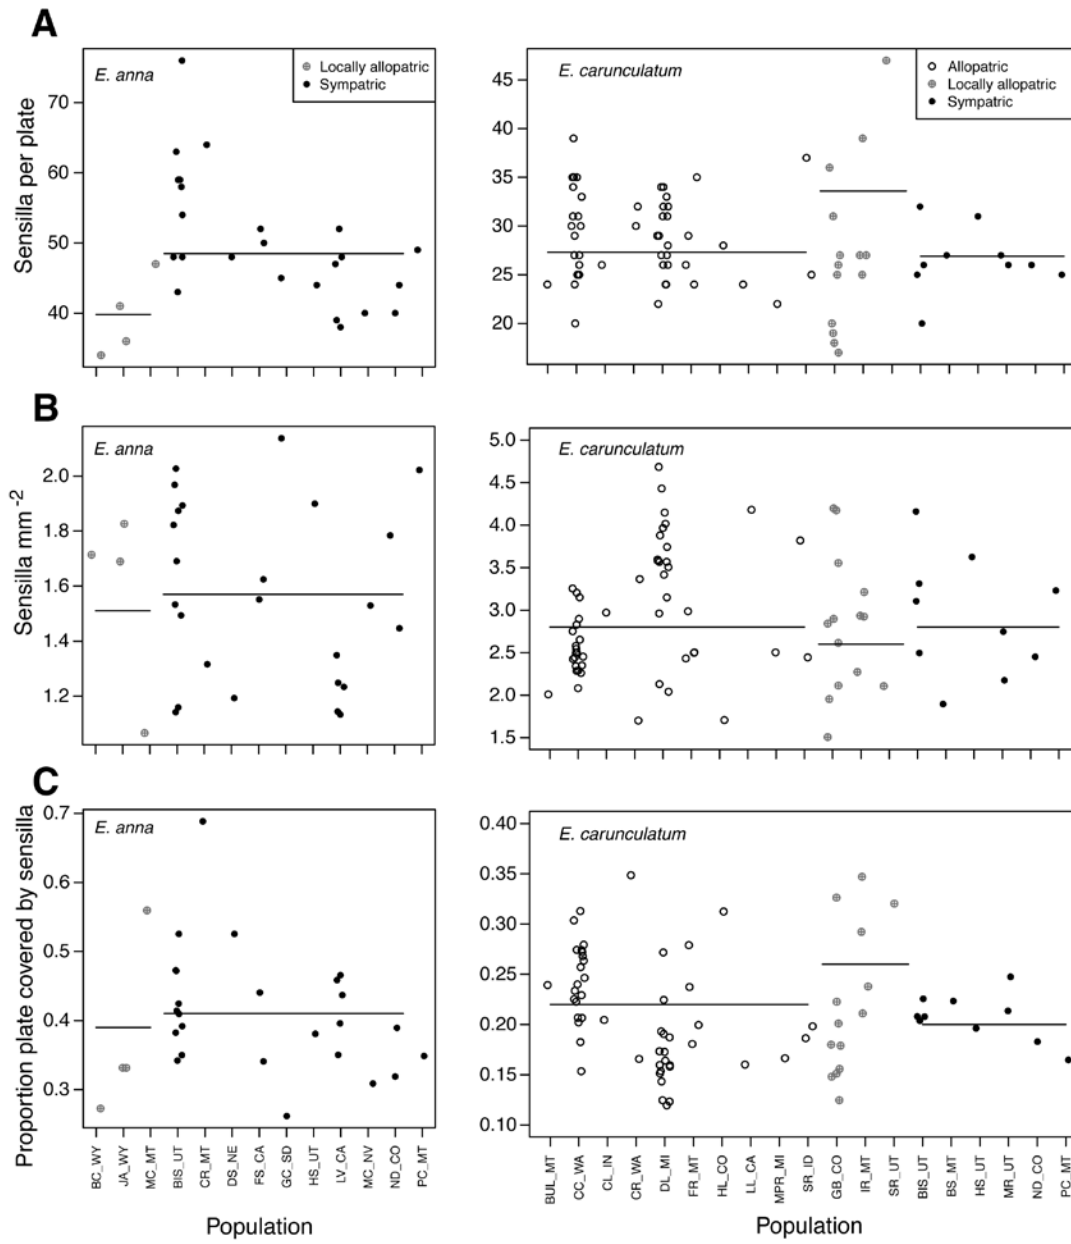 A
E. anna
Locally allopatric
Sympatric
Sensilla per plate
70
60
50
40
E. carunculatum
Allopatric
Locally allopatric
Sympatric
45
40
35
30
25
20
B
E. anna
Sensilla mm⁻²
2.0
1.8
1.6
1.4
1.2
E. carunculatum
5.0
4.5
4.0
3.5
3.0
2.5
2.0
1.5
C
E. anna
Proportion plate covered by sensilla
0.7
0.6
0.5
0.4
0.3
BC_WY
JA_WY
MC_MT
BIS_UT
CR_MT
DS_NE
FS_CA
GC_SD
HS_UT
LV_CA
MC_NV
ND_CO
PC_MT
Population
E. carunculatum
0.40
0.35
0.30
0.25
0.20
0.15
0.10
BUL_MT
CC_WA
CL_IN
CR_WA
DL_MI
FR_MT
HL_CO
LL_CA
MPR_MI
SR_ID
GB_CO
IR_MT
SR_UT
BIS_UT
BS_MT
HS_UT
MR_UT
ND_CO
PC_MT
Population